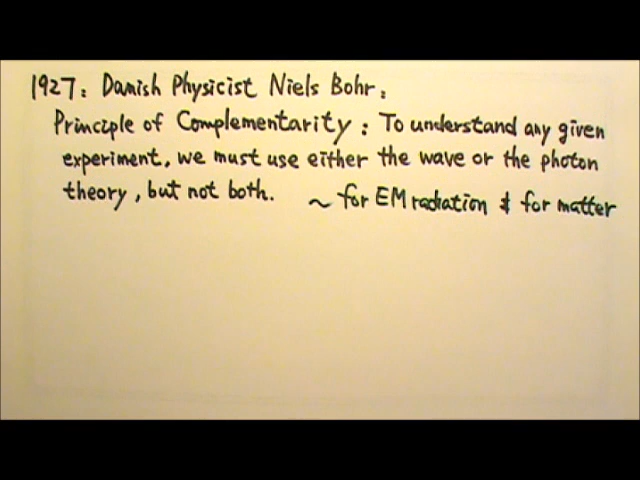 1927: Danish Physicist Niels Bohr:
Principle of Complementarity: To understand any given
experiment, we must use either the wave or the photon
theory, but not both. ~ for EM radiation & for matter